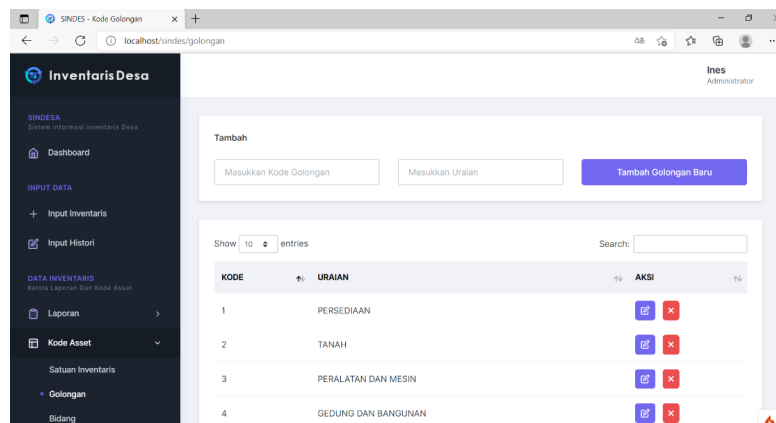 SINDES - Kode Golongan
localhost/sindes/golongan
InventarisDesa
Ines
Administrator
SINDESA
Sistem Informasi Inventaris Desa
Dashboard
INPUT DATA
Input Inventaris
Input Histori
DATA INVENTARIS
Kelola Laporan Dan Kode Asset
Laporan
Kode Asset
Satuan Inventaris
Golongan
Bidang
Tambah
Masukkan Kode Golongan
Masukkan Uraian
Tambah Golongan Baru
Show 10 entries
Search:
KODE URAIAN AKSI
1 PERSEDIAAN
2 TANAH
3 PERALATAN DAN MESIN
4 GEDUNG DAN BANGUNAN